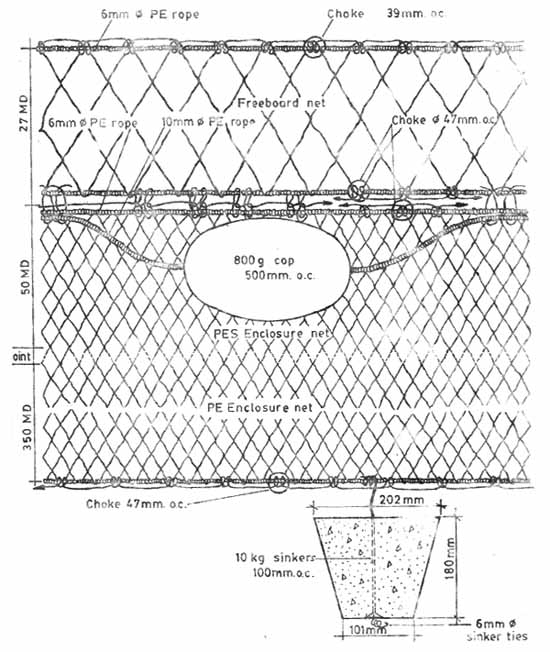 6mm ⌀ PE rope
Choke 39mm. o.c.
27 MD
Freeboard net
6mm ⌀ PE rope
10mm ⌀ PE rope
Choke ⌀ 47mm.o.c.
800g cap
500mm. o.c.
50 MD
PES Enclosure net
oint
PE Enclosure net
350 MD
Choke 47mm. o.c.
202mm
10 kg sinkers
100mm.o.c.
180mm
101mm
6mm ⌀
sinker ties